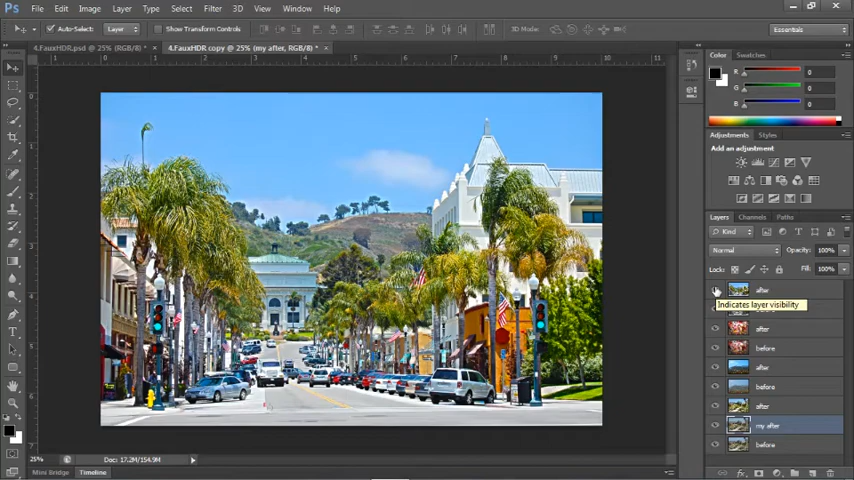 Ps File Edit Image Layer Type Select Filter 3D View Window Help
Auto-Select: Layer Show Transform Controls 3D Mode: Essentials
4.FauxHDR.psd @ 25% (RGB/8) * × 4.FauxHDR copy @ 25% (my after, RGB/8) * ×
Color Swatches
R 0
G 0
B 0
Adjustments Styles
Add an adjustment
Layers Channels Paths
Kind
Normal Opacity: 100%
Lock: Fill: 100%
after
Indicates layer visibility
after
before
after
before
after
my after
before
25% Doc: 17.2M/154.9M
Mini Bridge Timeline